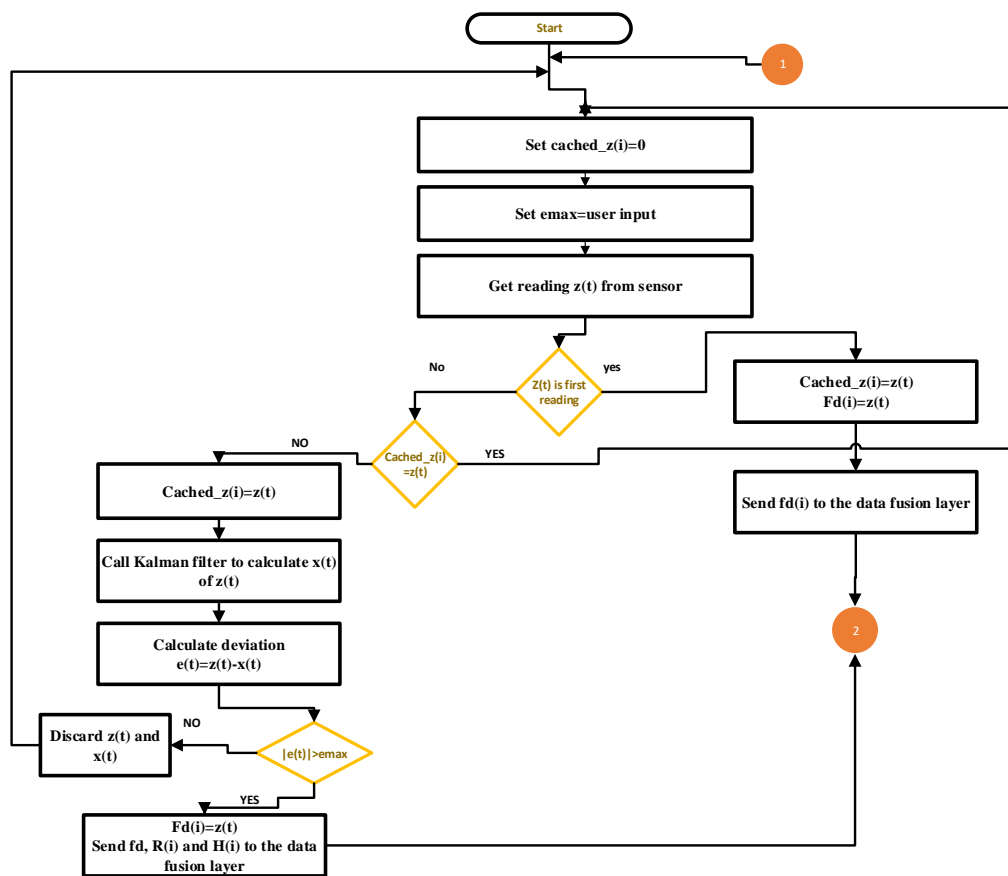 Start
1
Set cached_z(i)=0
Set emax=user input
Get reading z(t) from sensor
No
Z(t) is first
reading
yes
Cached_z(i)=z(t)
Fd(i)=z(t)
NO
Cached_z(i)
=z(t)
YES
Cached_z(i)=z(t)
Send fd(i) to the data fusion layer
Call Kalman filter to calculate x(t)
of z(t)
2
Calculate deviation
e(t)=z(t)-x(t)
Discard z(t) and
x(t)
NO
|e(t)|>emax
YES
Fd(i)=z(t)
Send fd, R(i) and H(i) to the data
fusion layer